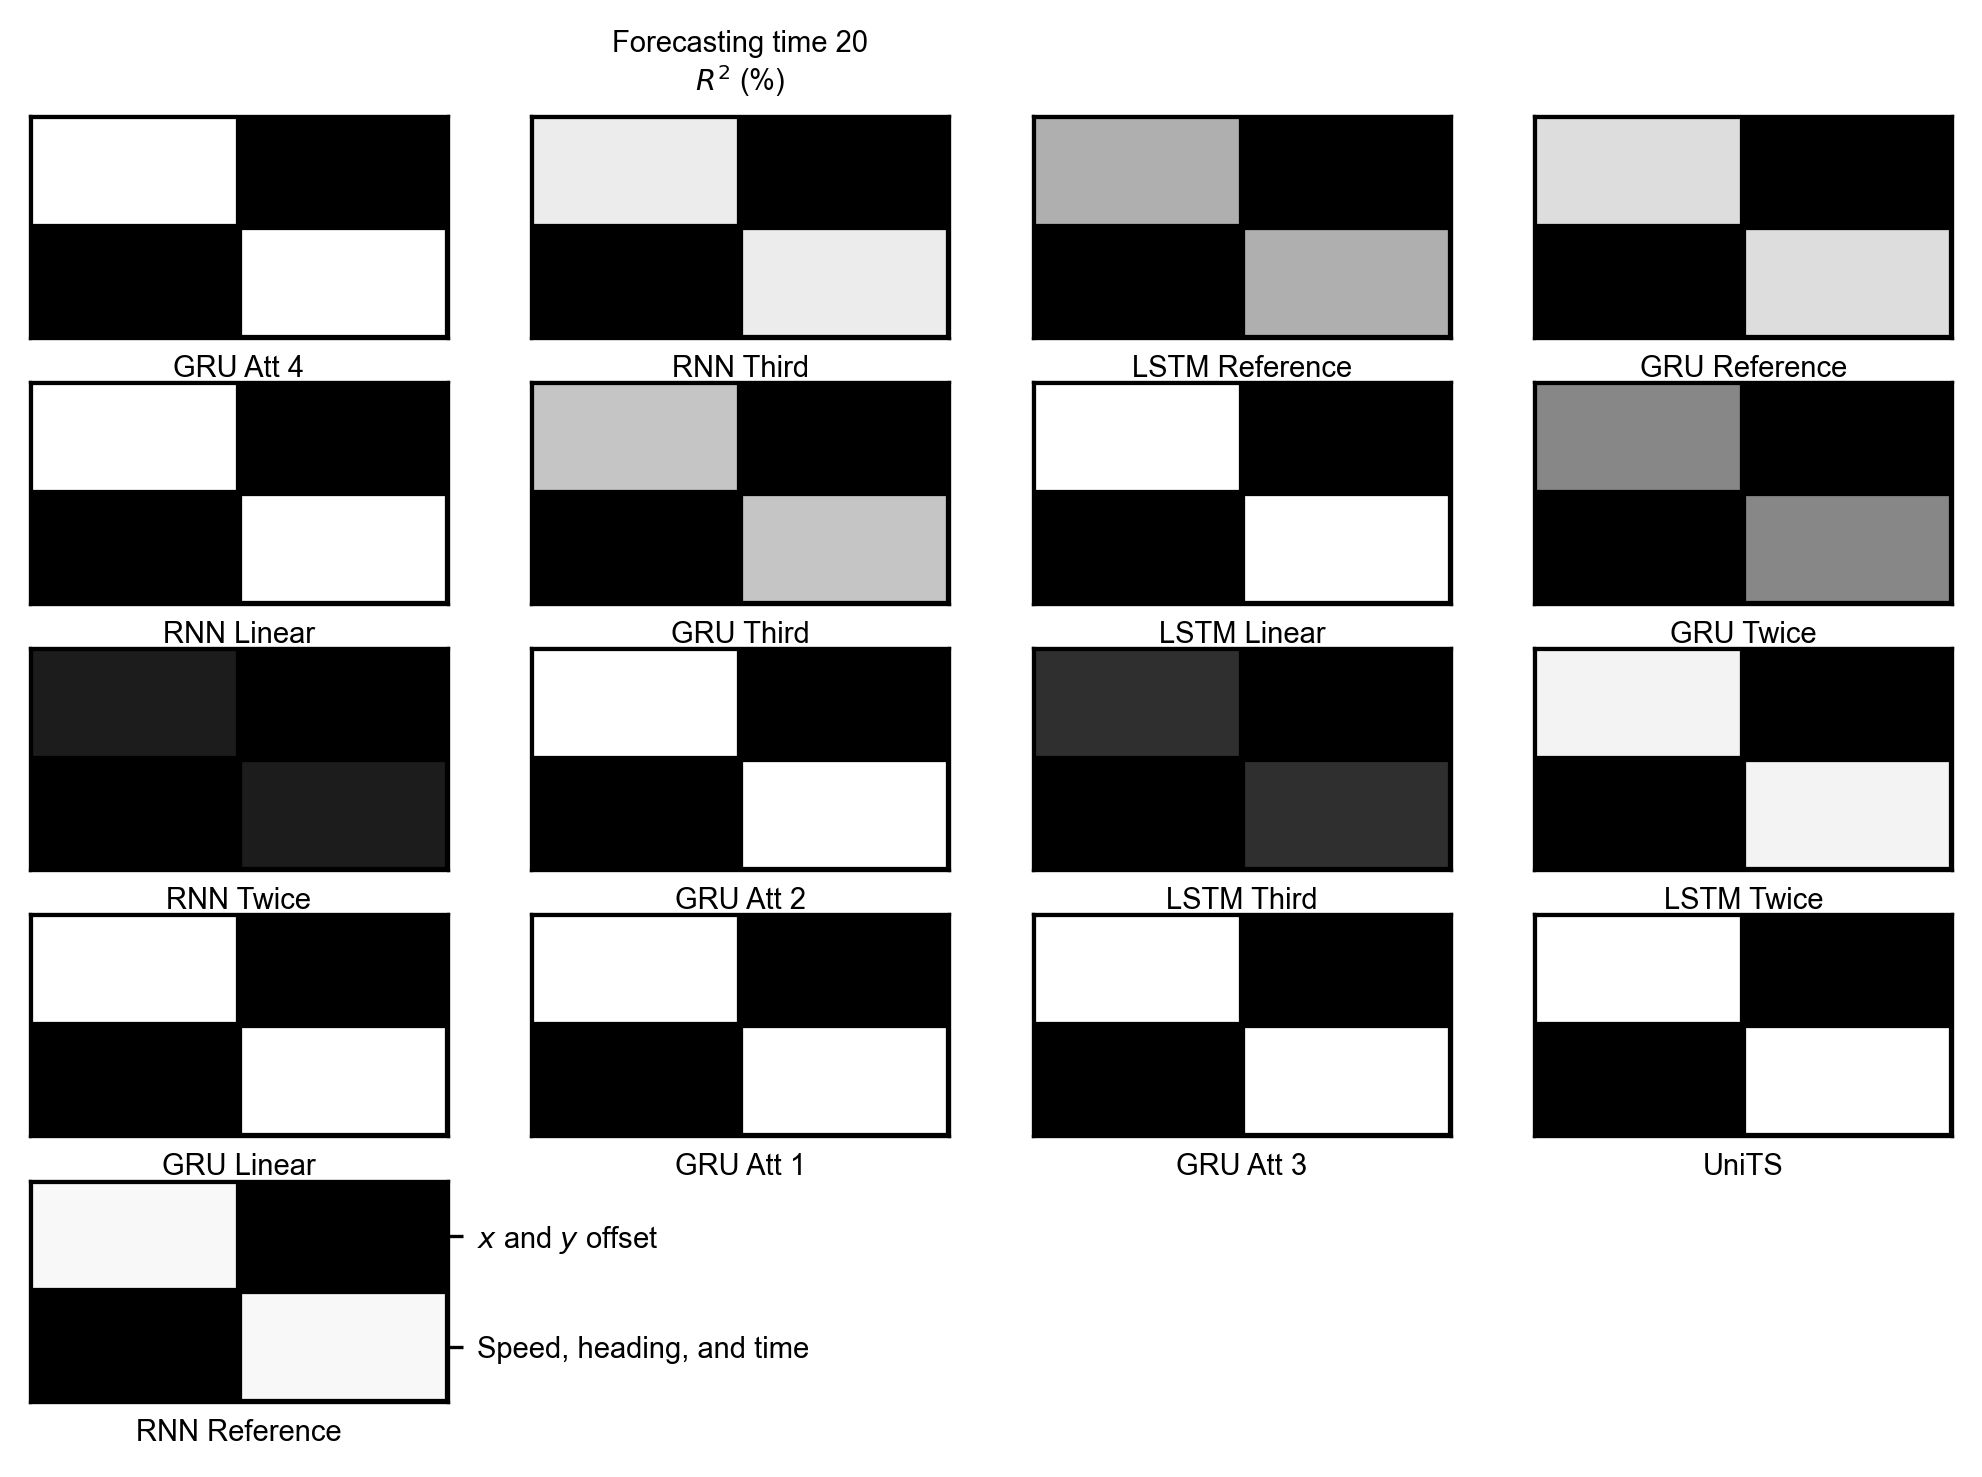 Forecasting time 20
R² (%)
GRU Att 4
RNN Third
LSTM Reference
GRU Reference
RNN Linear
GRU Third
LSTM Linear
GRU Twice
RNN Twice
GRU Att 2
LSTM Third
LSTM Twice
GRU Linear
GRU Att 1
GRU Att 3
UniTS
x and y offset
Speed, heading, and time
RNN Reference